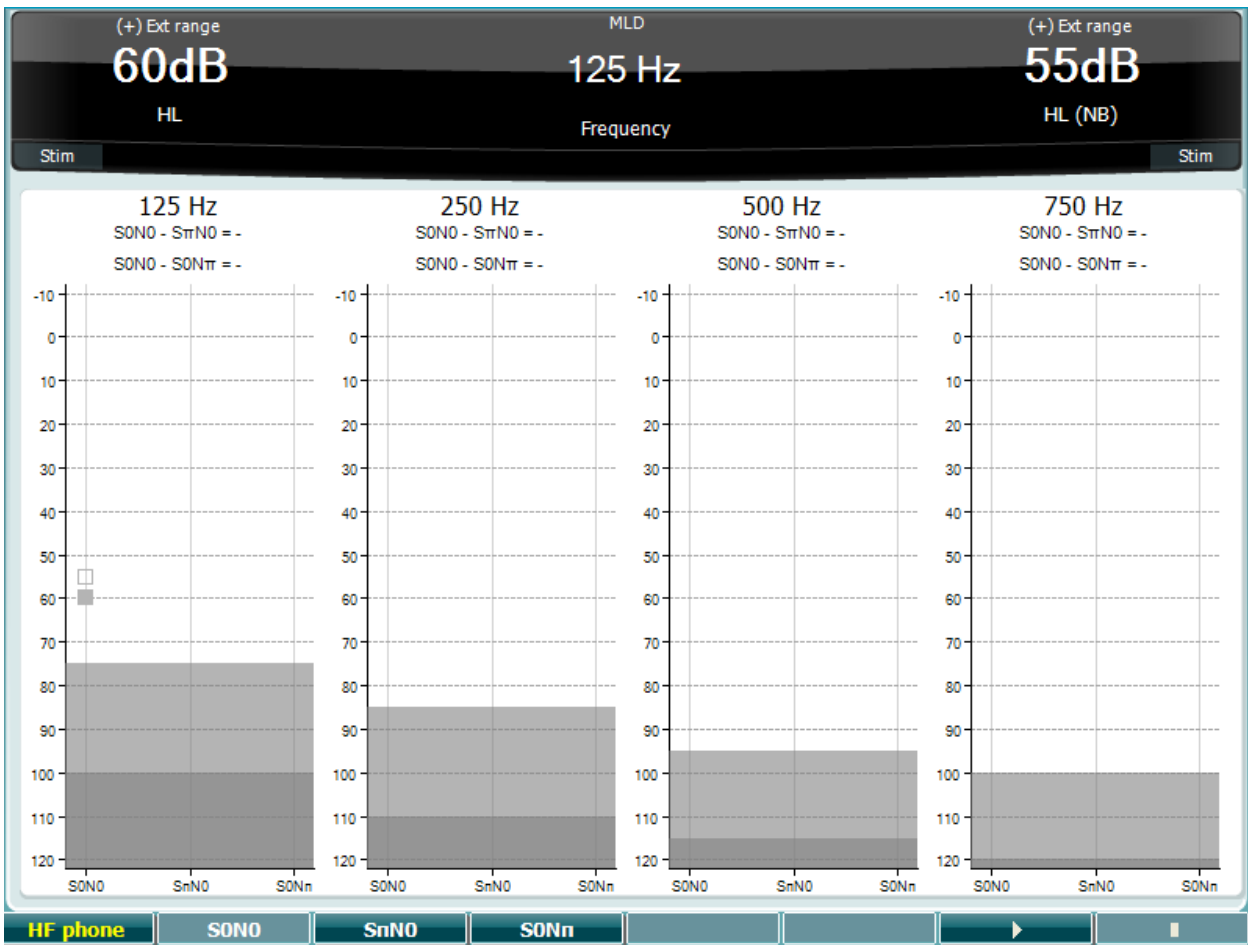 (+) Ext range MLD (+) Ext range
60dB 125 Hz 55dB
HL Frequency HL (NB)
Stim Stim
125 Hz 250 Hz 500 Hz 750 Hz
S0N0 - SπN0 = - S0N0 - SπN0 = - S0N0 - SπN0 = - S0N0 - SπN0 = -
S0N0 - S0Nπ = - S0N0 - S0Nπ = - S0N0 - S0Nπ = - S0N0 - S0Nπ = -
-10 -10 -10 -10
0 0 0 0
10 10 10 10
20 20 20 20
30 30 30 30
40 40 40 40
50 50 50 50
60 60 60 60
70 70 70 70
80 80 80 80
90 90 90 90
100 100 100 100
110 110 110 110
120 120 120 120
S0N0 SπN0 S0Nπ S0N0 SπN0 S0Nπ S0N0 SπN0 S0Nπ S0N0 SπN0 S0Nπ
HF phone S0N0 SπN0 S0Nπ